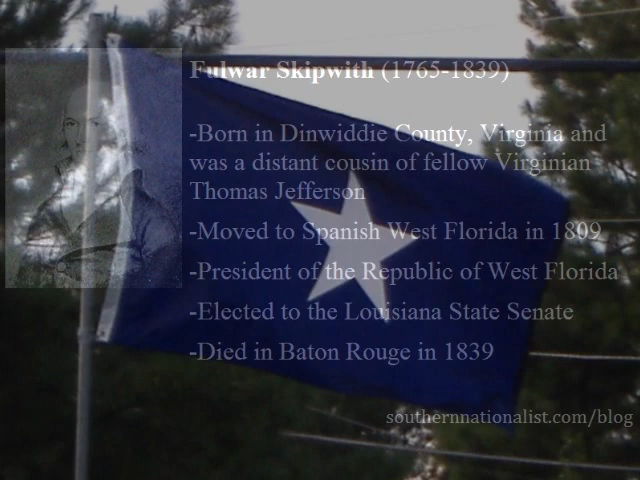 Fulwar Skipwith (1765-1839)
-Born in Dinwiddie County, Virginia and
was a distant cousin of fellow Virginian
Thomas Jefferson
-Moved to Spanish West Florida in 1809
-President of the Republic of West Florida
-Elected to the Louisiana State Senate
-Died in Baton Rouge in 1839
southernnationalist.com/blog